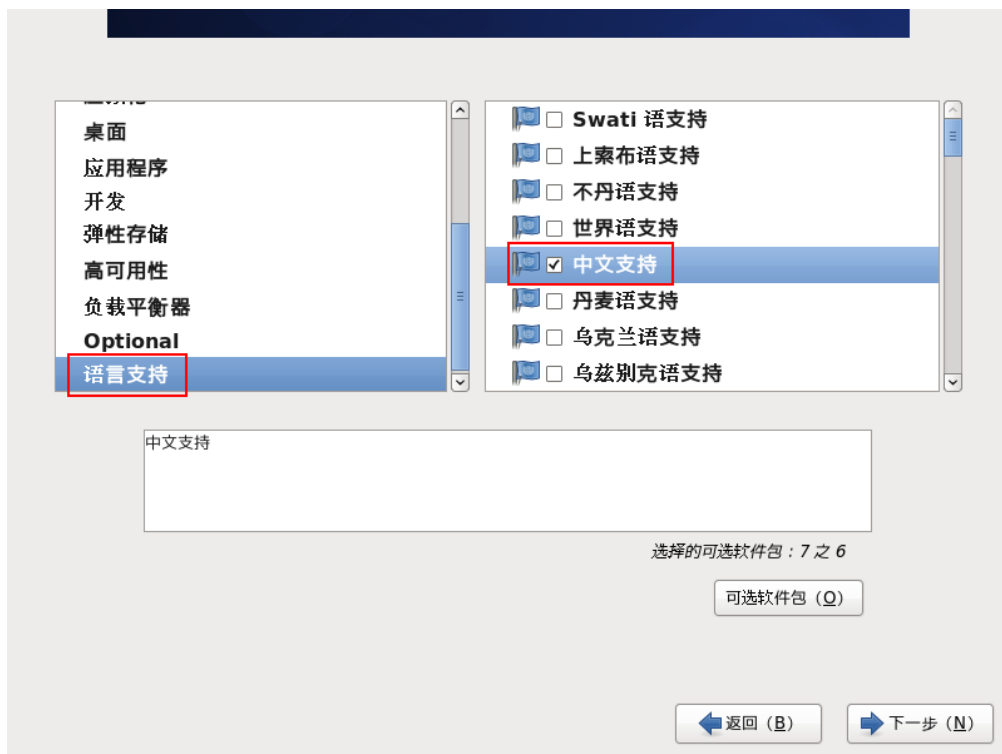 桌面
应用程序
开发
弹性存储
高可用性
负载平衡器
Optional
语言支持
Swati 语支持
上索布语支持
不丹语支持
世界语支持
中文支持
丹麦语支持
乌克兰语支持
乌兹别克语支持
中文支持
选择的可选软件包：7 之 6
可选软件包（O）
返回（B）
下一步（N）